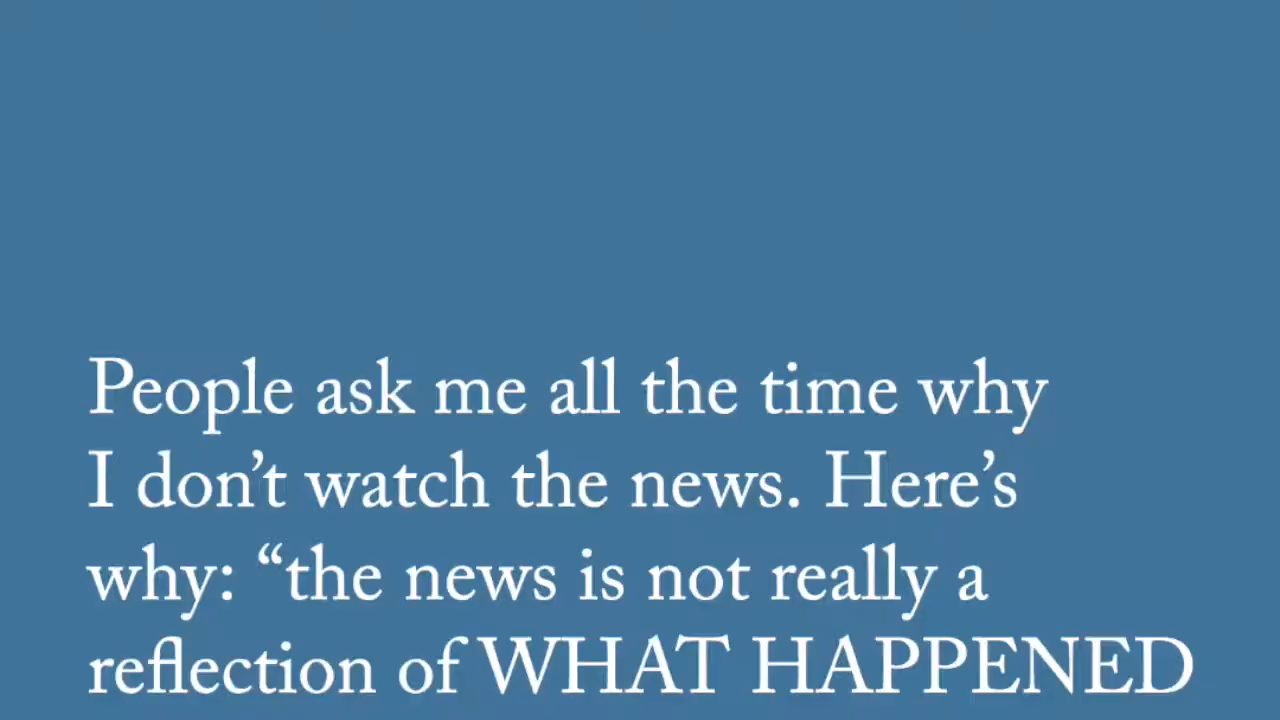 People ask me all the time why
I don’t watch the news. Here’s
why: “the news is not really a
reflection of WHAT HAPPENED